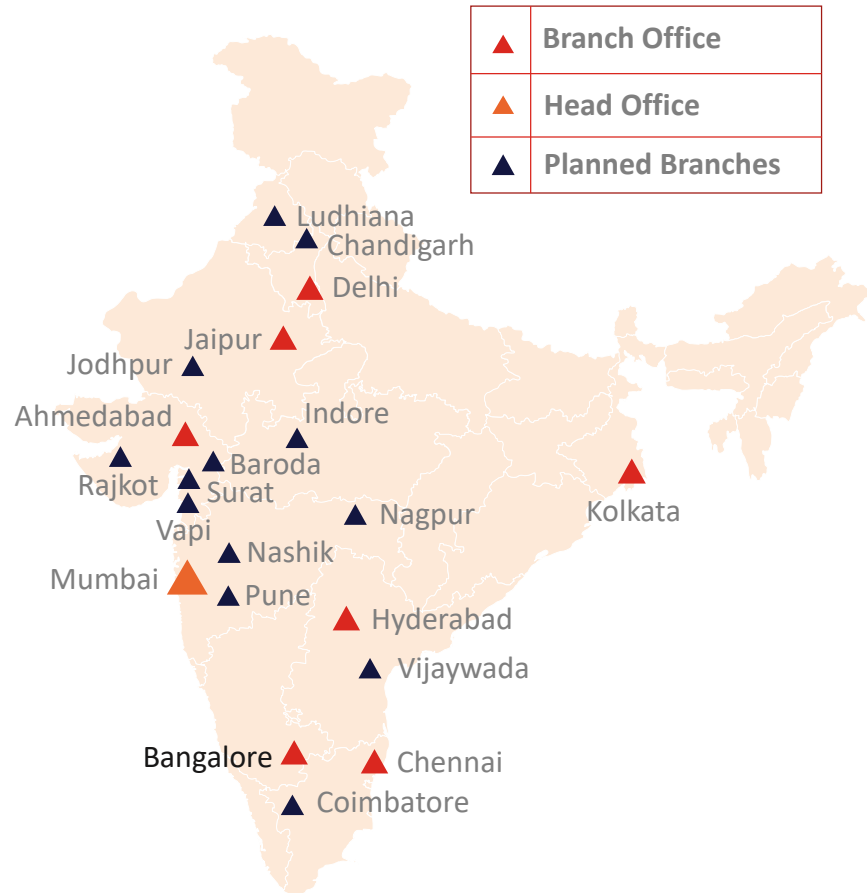 Branch Office
Head Office
Planned Branches
Ludhiana
Chandigarh
Delhi
Jaipur
Jodhpur
Ahmedabad
Indore
Baroda
Rajkot
Surat
Vapi
Nagpur
Kolkata
Nashik
Mumbai
Pune
Hyderabad
Vijaywada
Bangalore
Chennai
Coimbatore